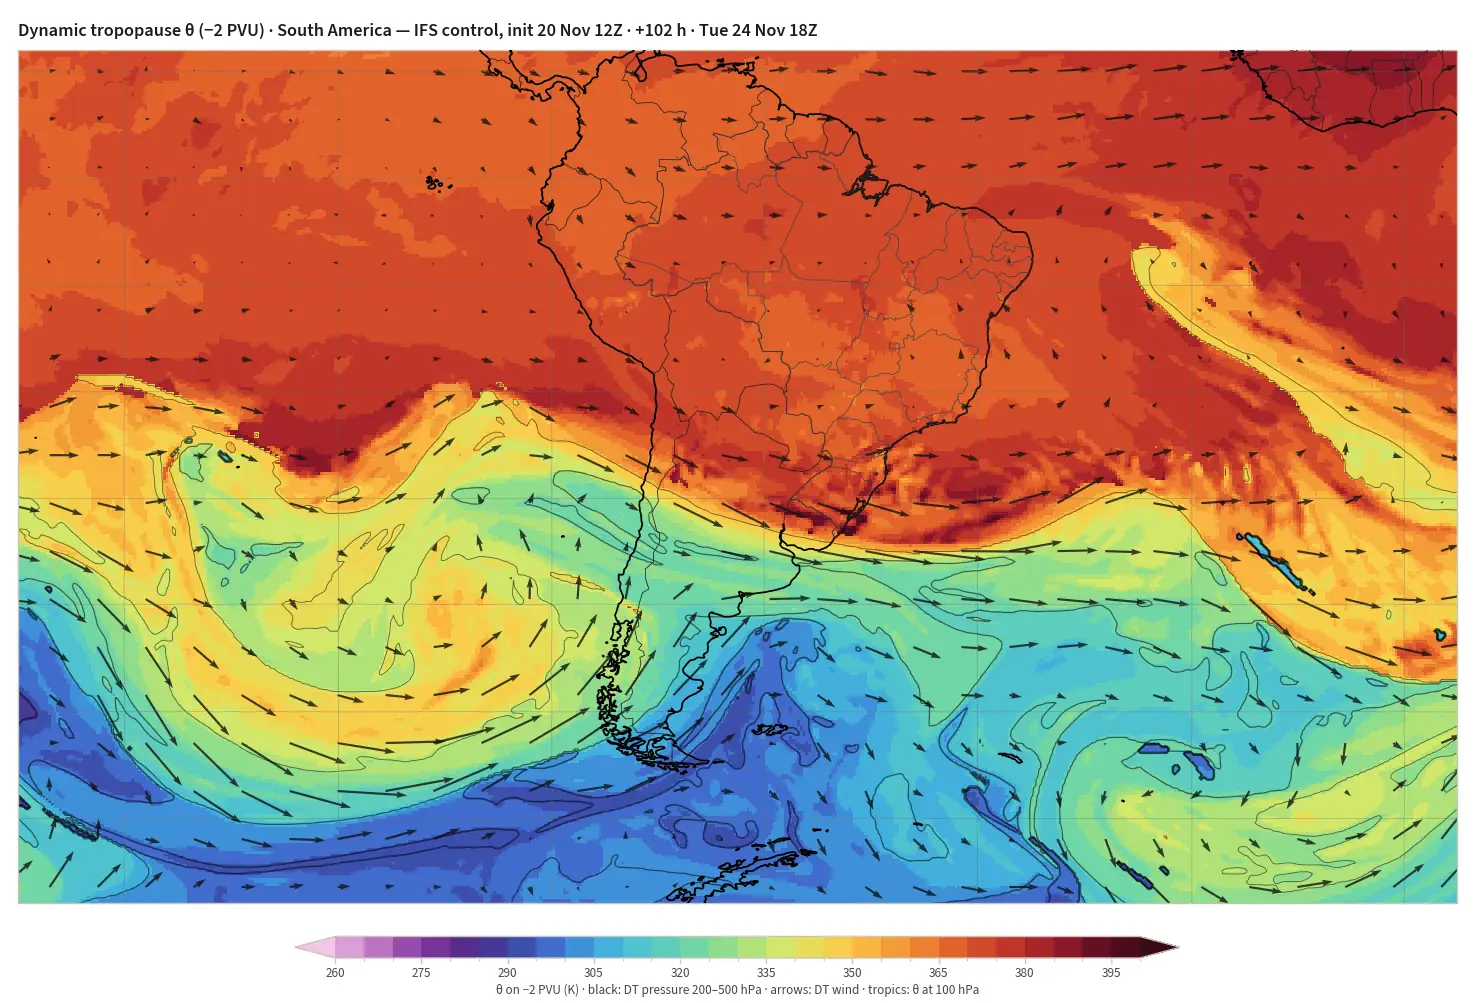 Dynamic tropopause θ (−2 PVU) · South America — IFS control, init 20 Nov 12Z · +102 h · Tue 24 Nov 18Z
260 275 290 305 320 335 350 365 380 395
θ on −2 PVU (K) · black: DT pressure 200–500 hPa · arrows: DT wind · tropics: θ at 100 hPa